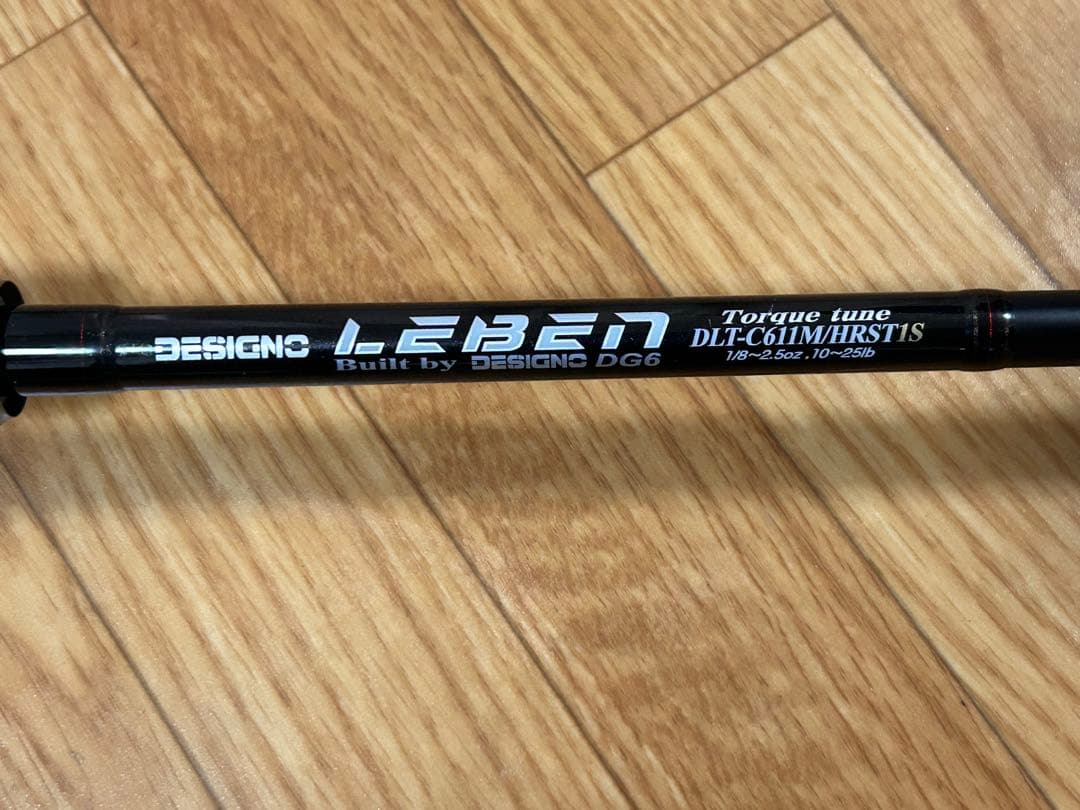 DESIGNO LEBEN
Built by DESIGNO DG6
Torque tune
DLT-C611M/HRST1S
1/8~2.5oz , 10~25lb